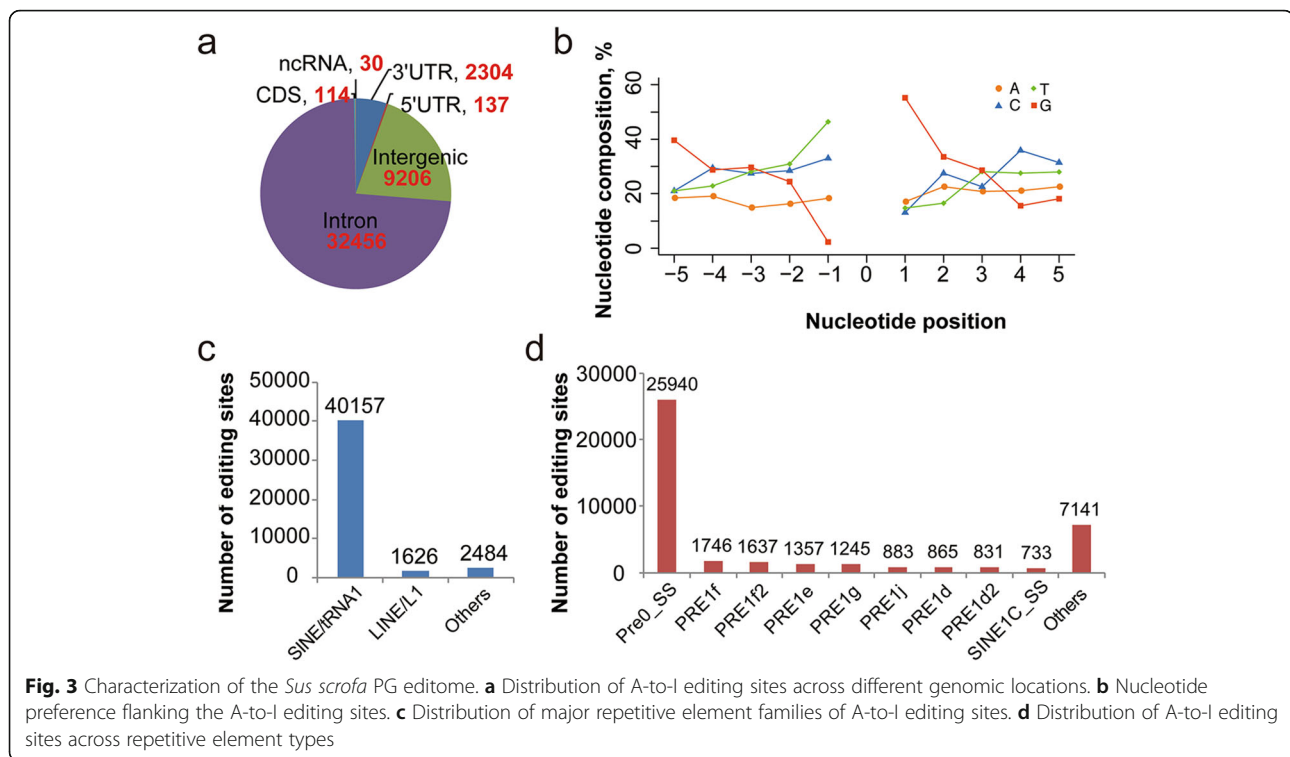 a
ncRNA, 30
3'UTR, 2304
CDS, 114
5'UTR, 137
Intergenic
9206
Intron
32456
b
Nucleotide composition, %
60
40
20
0
A T
C G
−5 −4 −3 −2 −1 0 1 2 3 4 5
Nucleotide position
c
Number of editing sites
50000
40000
30000
20000
10000
0
40157
1626
2484
SINE/tRNA1
LINE/L1
Others
d
Number of editing sites
30000
20000
10000
0
25940
1746
1637
1357
1245
883
865
831
733
7141
Pre0_SS
PRE1f
PRE1f2
PRE1e
PRE1g
PRE1j
PRE1d
PRE1d2
SINE1C_SS
Others
Fig. 3 Characterization of the Sus scrofa PG editome. a Distribution of A-to-I editing sites across different genomic locations. b Nucleotide
preference flanking the A-to-I editing sites. c Distribution of major repetitive element families of A-to-I editing sites. d Distribution of A-to-I editing
sites across repetitive element types